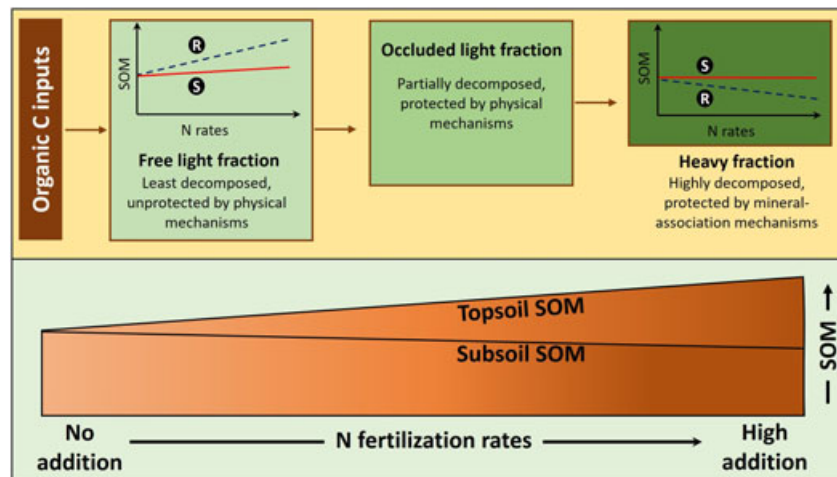 Organic C inputs
SOM
R
S
N rates
Free light fraction
Least decomposed,
unprotected by physical
mechanisms
Occluded light fraction
Partially decomposed,
protected by physical
mechanisms
SOM
S
R
N rates
Heavy fraction
Highly decomposed,
protected by mineral-
association mechanisms
Topsoil SOM
Subsoil SOM
SOM
No
addition
N fertilization rates
High
addition